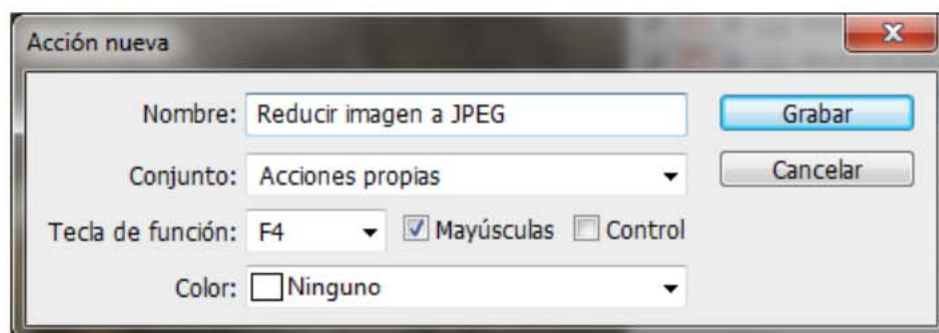 Acción nueva
Nombre: Reducir imagen a JPEG
Grabar
Conjunto: Acciones propias
Cancelar
Tecla de función: F4 Mayúsculas Control
Color: Ninguno